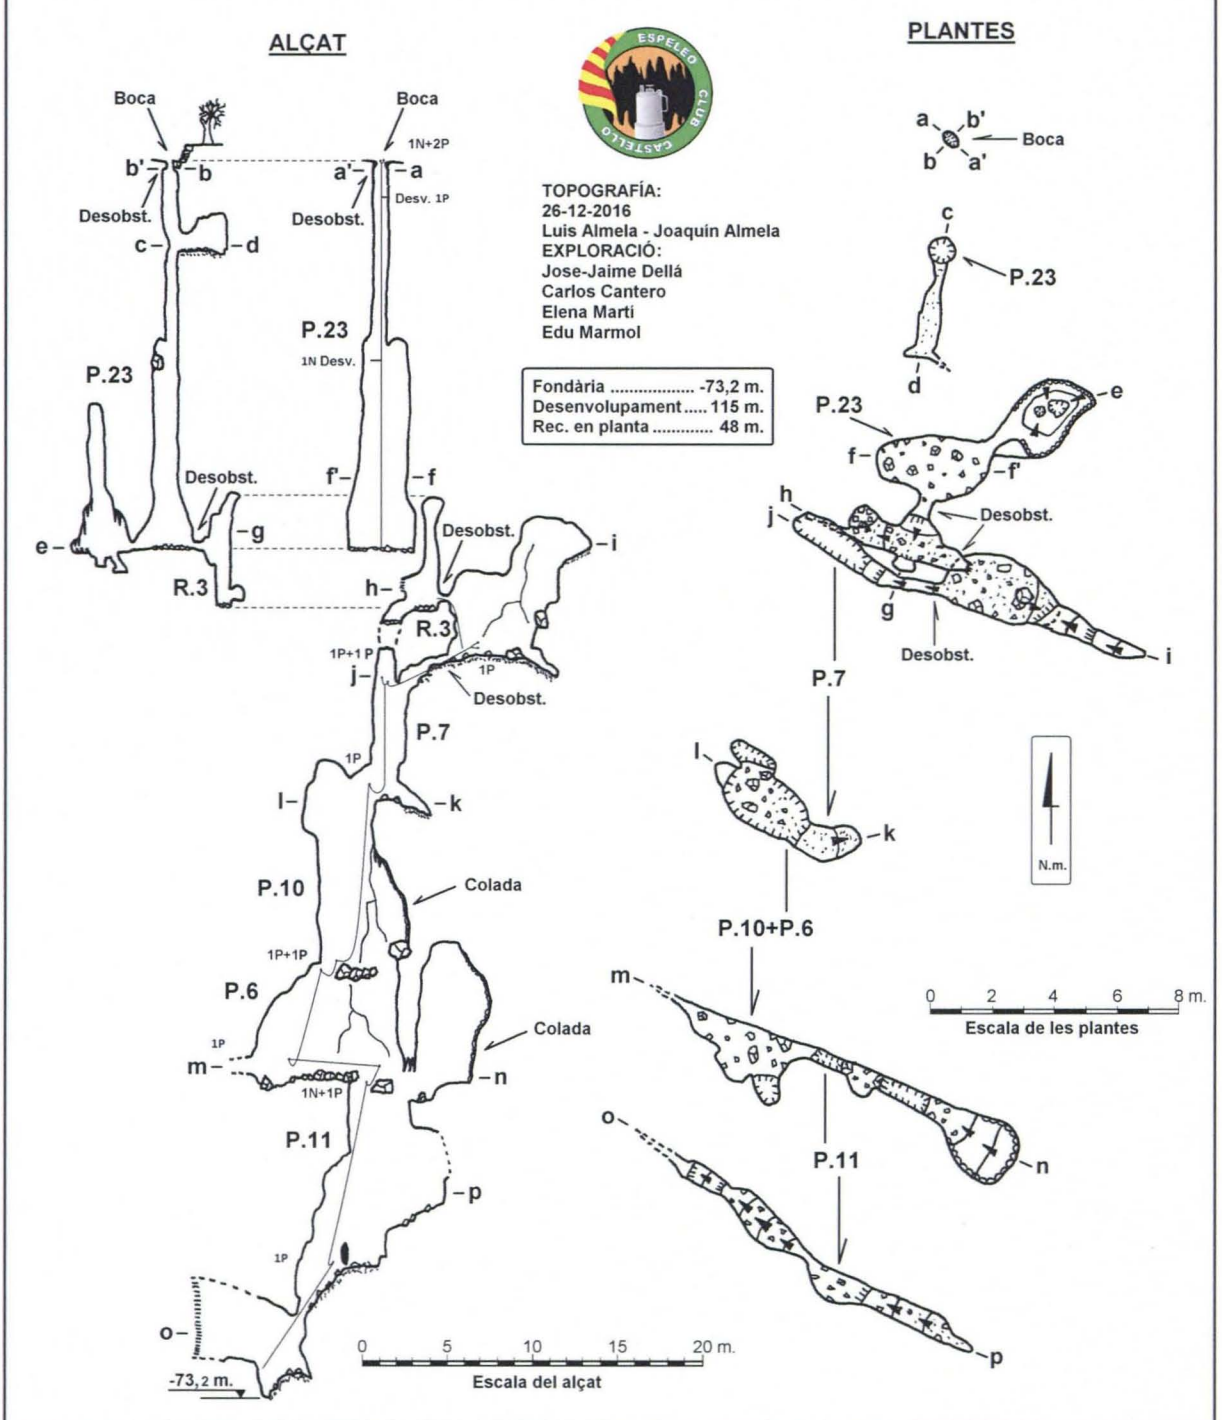 ALÇAT
PLANTES
ESPELEO CLUB CASTELLO
Boca
Boca
1N+2P
b'
b
a'
a
Desobst.
Desobst.
Desv. 1P
c
d
P.23
P.23
1N Desv.
f'
f
Desobst.
e
g
R.3
Desobst.
i
h
R.3
1P+1P
j
1P
Desobst.
P.7
1P
l
k
P.10
Colada
1P+1P
P.6
Colada
1P
m
n
1N+1P
P.11
p
1P
o
-73,2 m.
0 5 10 15 20 m.
Escala del alçat
TOPOGRAFÍA:
26-12-2016
Luis Almela - Joaquín Almela
EXPLORACIÓ:
Jose-Jaime Dellá
Carlos Cantero
Elena Martí
Edu Marmol
Fondària .................. -73,2 m.
Desenvolupament ..... 115 m.
Rec. en planta ............. 48 m.
a
b'
Boca
b
a'
c
P.23
d
P.23
e
f
f'
h
j
Desobst.
g
Desobst.
i
P.7
l
k
N.m.
P.10+P.6
m
0 2 4 6 8 m.
Escala de les plantes
n
o
P.11
p